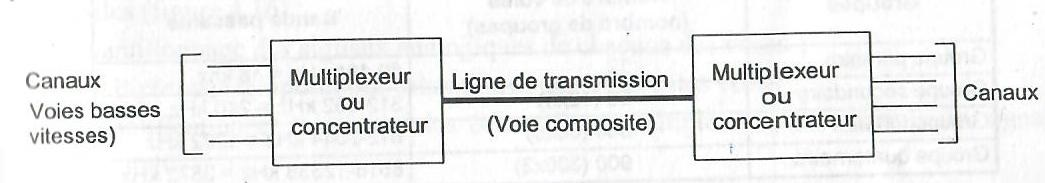 Canaux
Voies basses
vitesses)
Multiplexeur
ou
concentrateur
Ligne de transmission
(Voie composite)
Multiplexeur
ou
concentrateur
Canaux